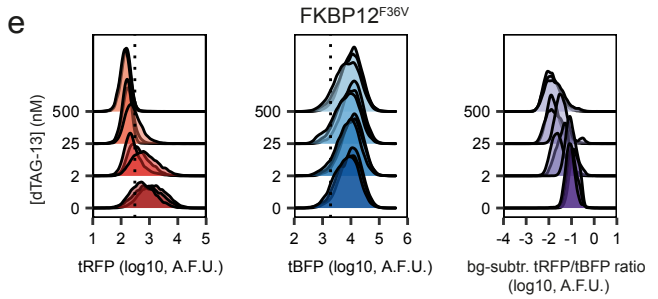 e
FKBP12F36V
[dTAG-13] (nM)
500
25
2
0
500
25
2
0
500
25
2
0
1 2 3 4 5
2 3 4 5 6
-4 -3 -2 -1 0 1
tRFP (log10, A.F.U.)
tBFP (log10, A.F.U.)
bg-subtr. tRFP/tBFP ratio
(log10, A.F.U.)